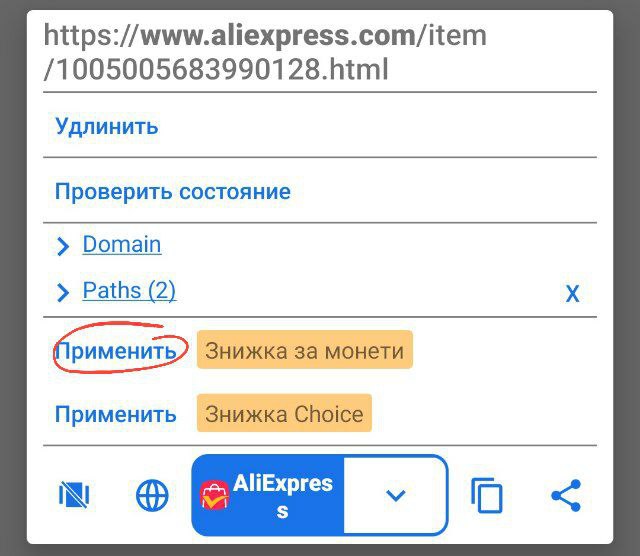 https://www.aliexpress.com/item
/1005005683990128.html
Удлинить
Проверить состояние
Domain
Paths (2)
X
Применить Знижка за монети
Применить Знижка Choice
AliExpres
s